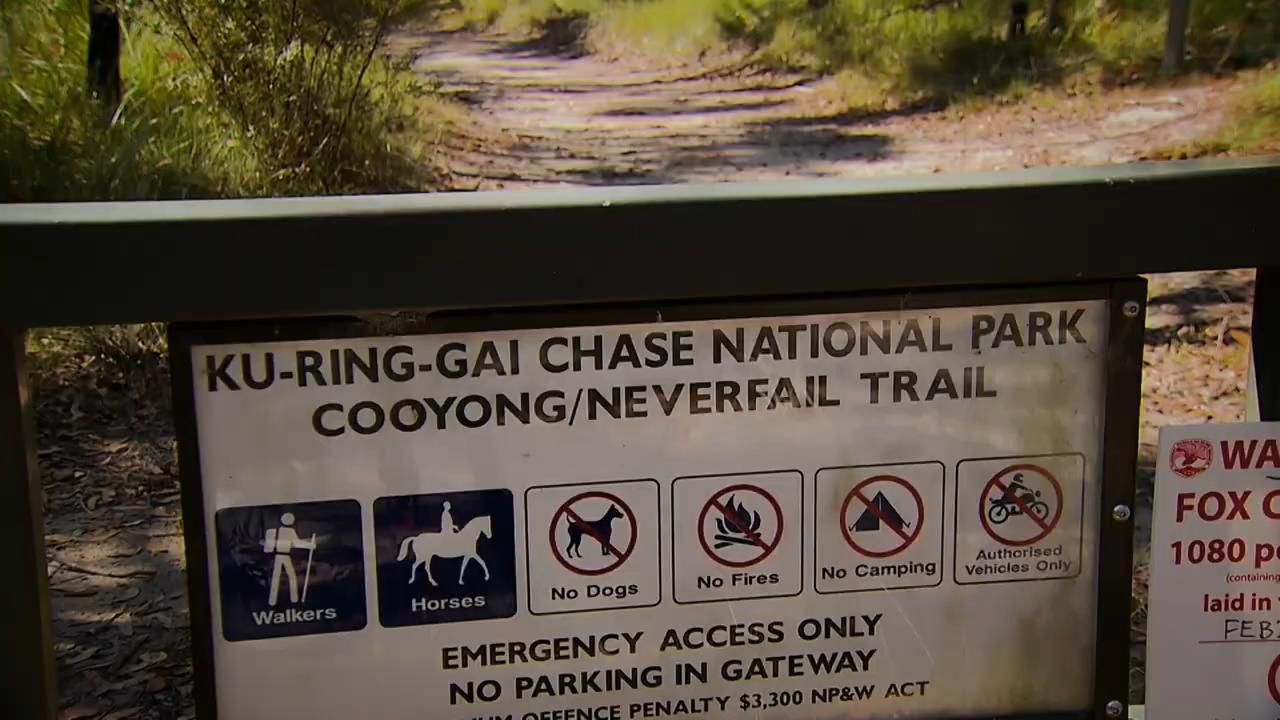 KU-RING-GAI CHASE NATIONAL PARK
COOYONG/NEVERFAIL TRAIL
Walkers
Horses
No Dogs
No Fires
No Camping
Authorised
Vehicles Only
EMERGENCY ACCESS ONLY
NO PARKING IN GATEWAY
OFFENCE PENALTY $3,300 NP&W ACT
FOX
1080
(containing
laid in